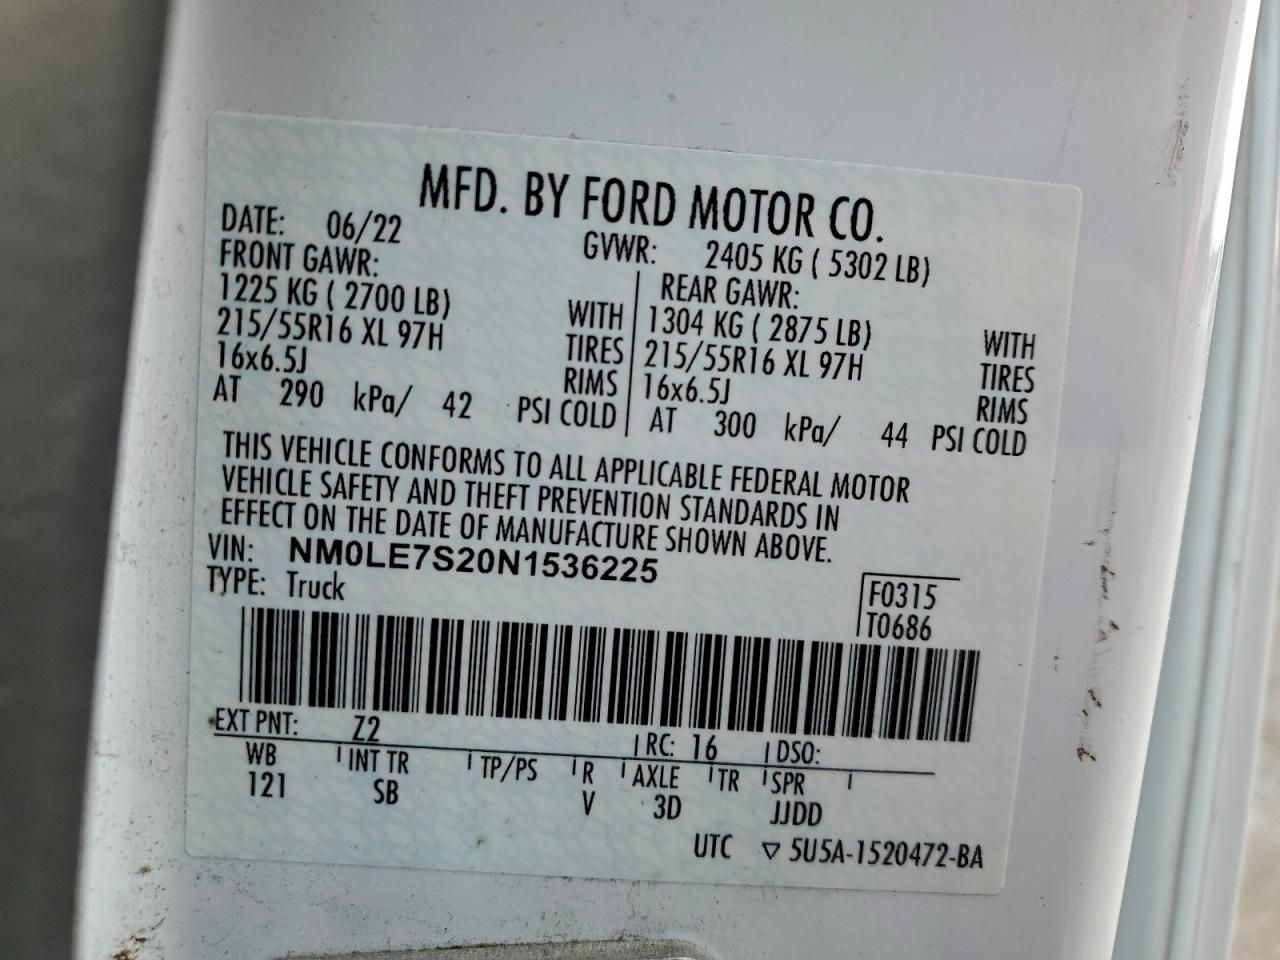 MFD. BY FORD MOTOR CO.
DATE: 06/22 GVWR: 2405 KG ( 5302 LB)
FRONT GAWR: REAR GAWR:
1225 KG ( 2700 LB) WITH 1304 KG ( 2875 LB) WITH
215/55R16 XL 97H TIRES 215/55R16 XL 97H TIRES
16x6.5J RIMS 16x6.5J RIMS
AT 290 kPa/ 42 PSI COLD AT 300 kPa/ 44 PSI COLD
THIS VEHICLE CONFORMS TO ALL APPLICABLE FEDERAL MOTOR
VEHICLE SAFETY AND THEFT PREVENTION STANDARDS IN
EFFECT ON THE DATE OF MANUFACTURE SHOWN ABOVE.
VIN: NM0LE7S20N1536225
TYPE: Truck F0315
T0686
EXT PNT: Z2 RC: 16 DSO:
WB INT TR TP/PS R AXLE TR SPR
121 SB V 3D JJDD
UTC ▽ 5U5A-1520472-BA